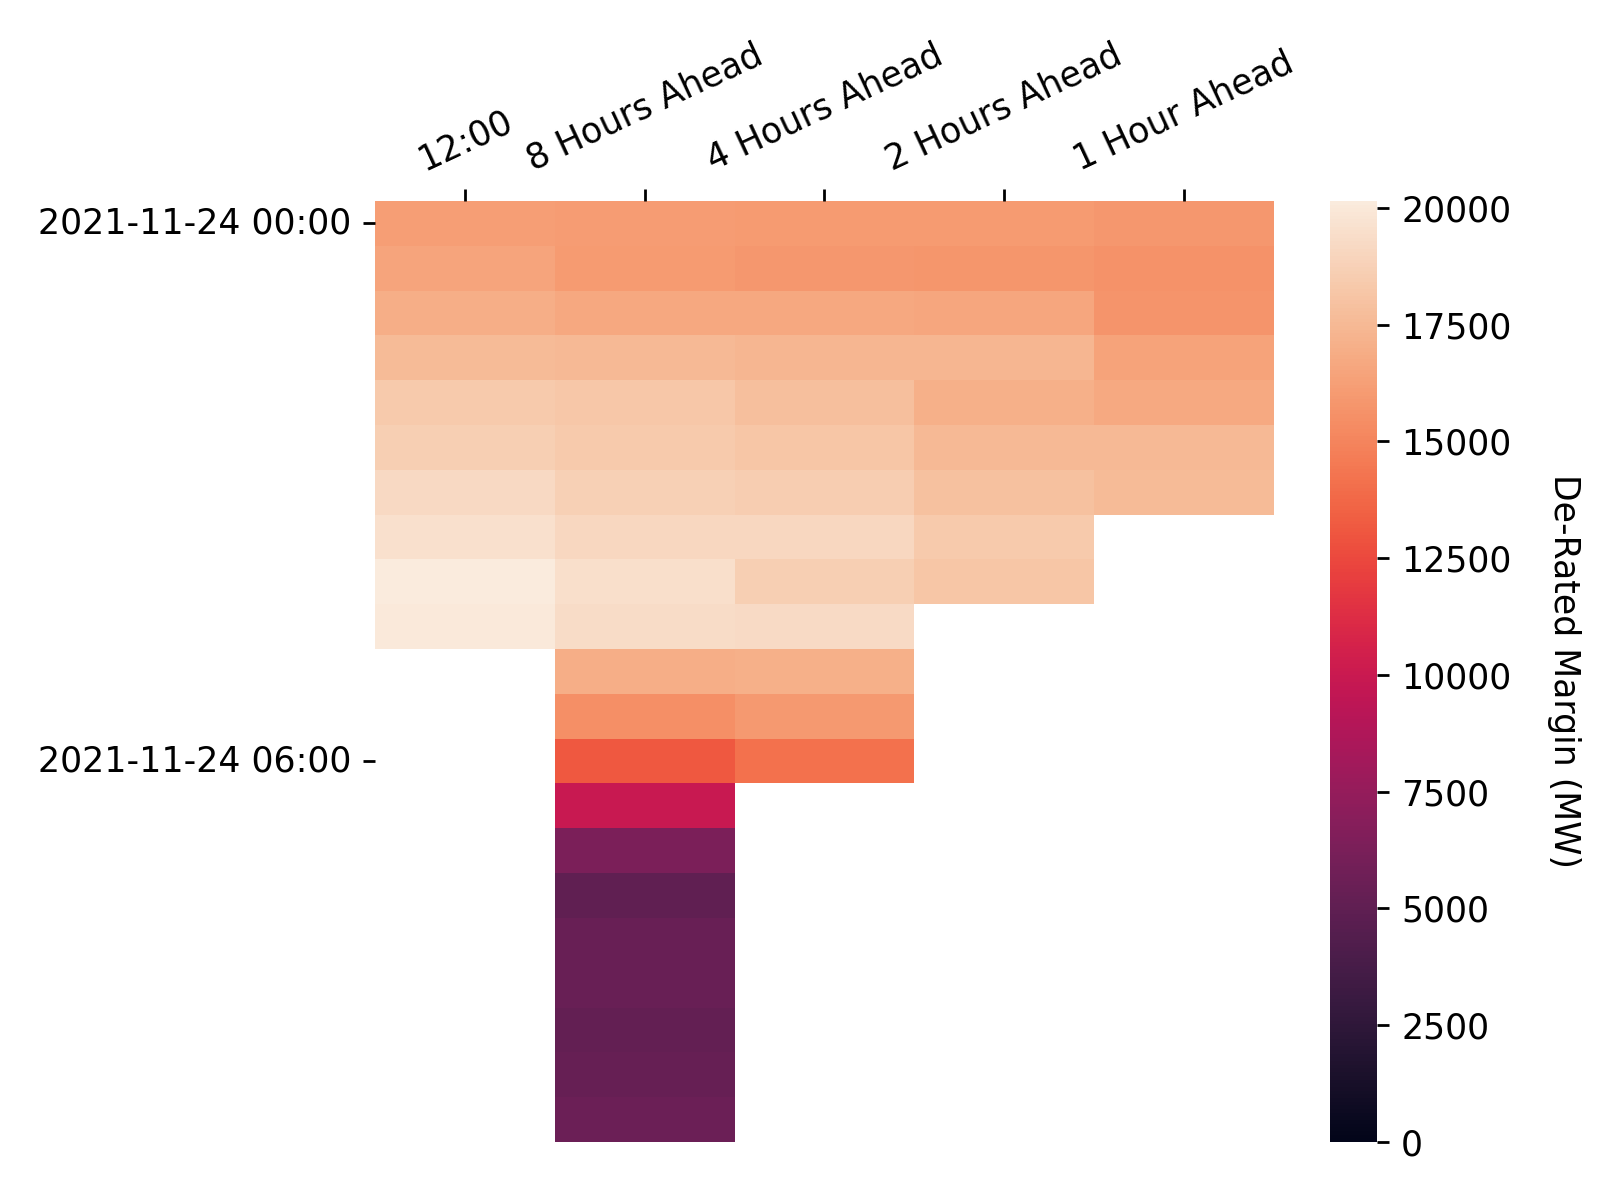 12:00
8 Hours Ahead
4 Hours Ahead
2 Hours Ahead
1 Hour Ahead
2021-11-24 00:00
2021-11-24 06:00
20000
17500
15000
12500
10000
7500
5000
2500
0
De-Rated Margin (MW)